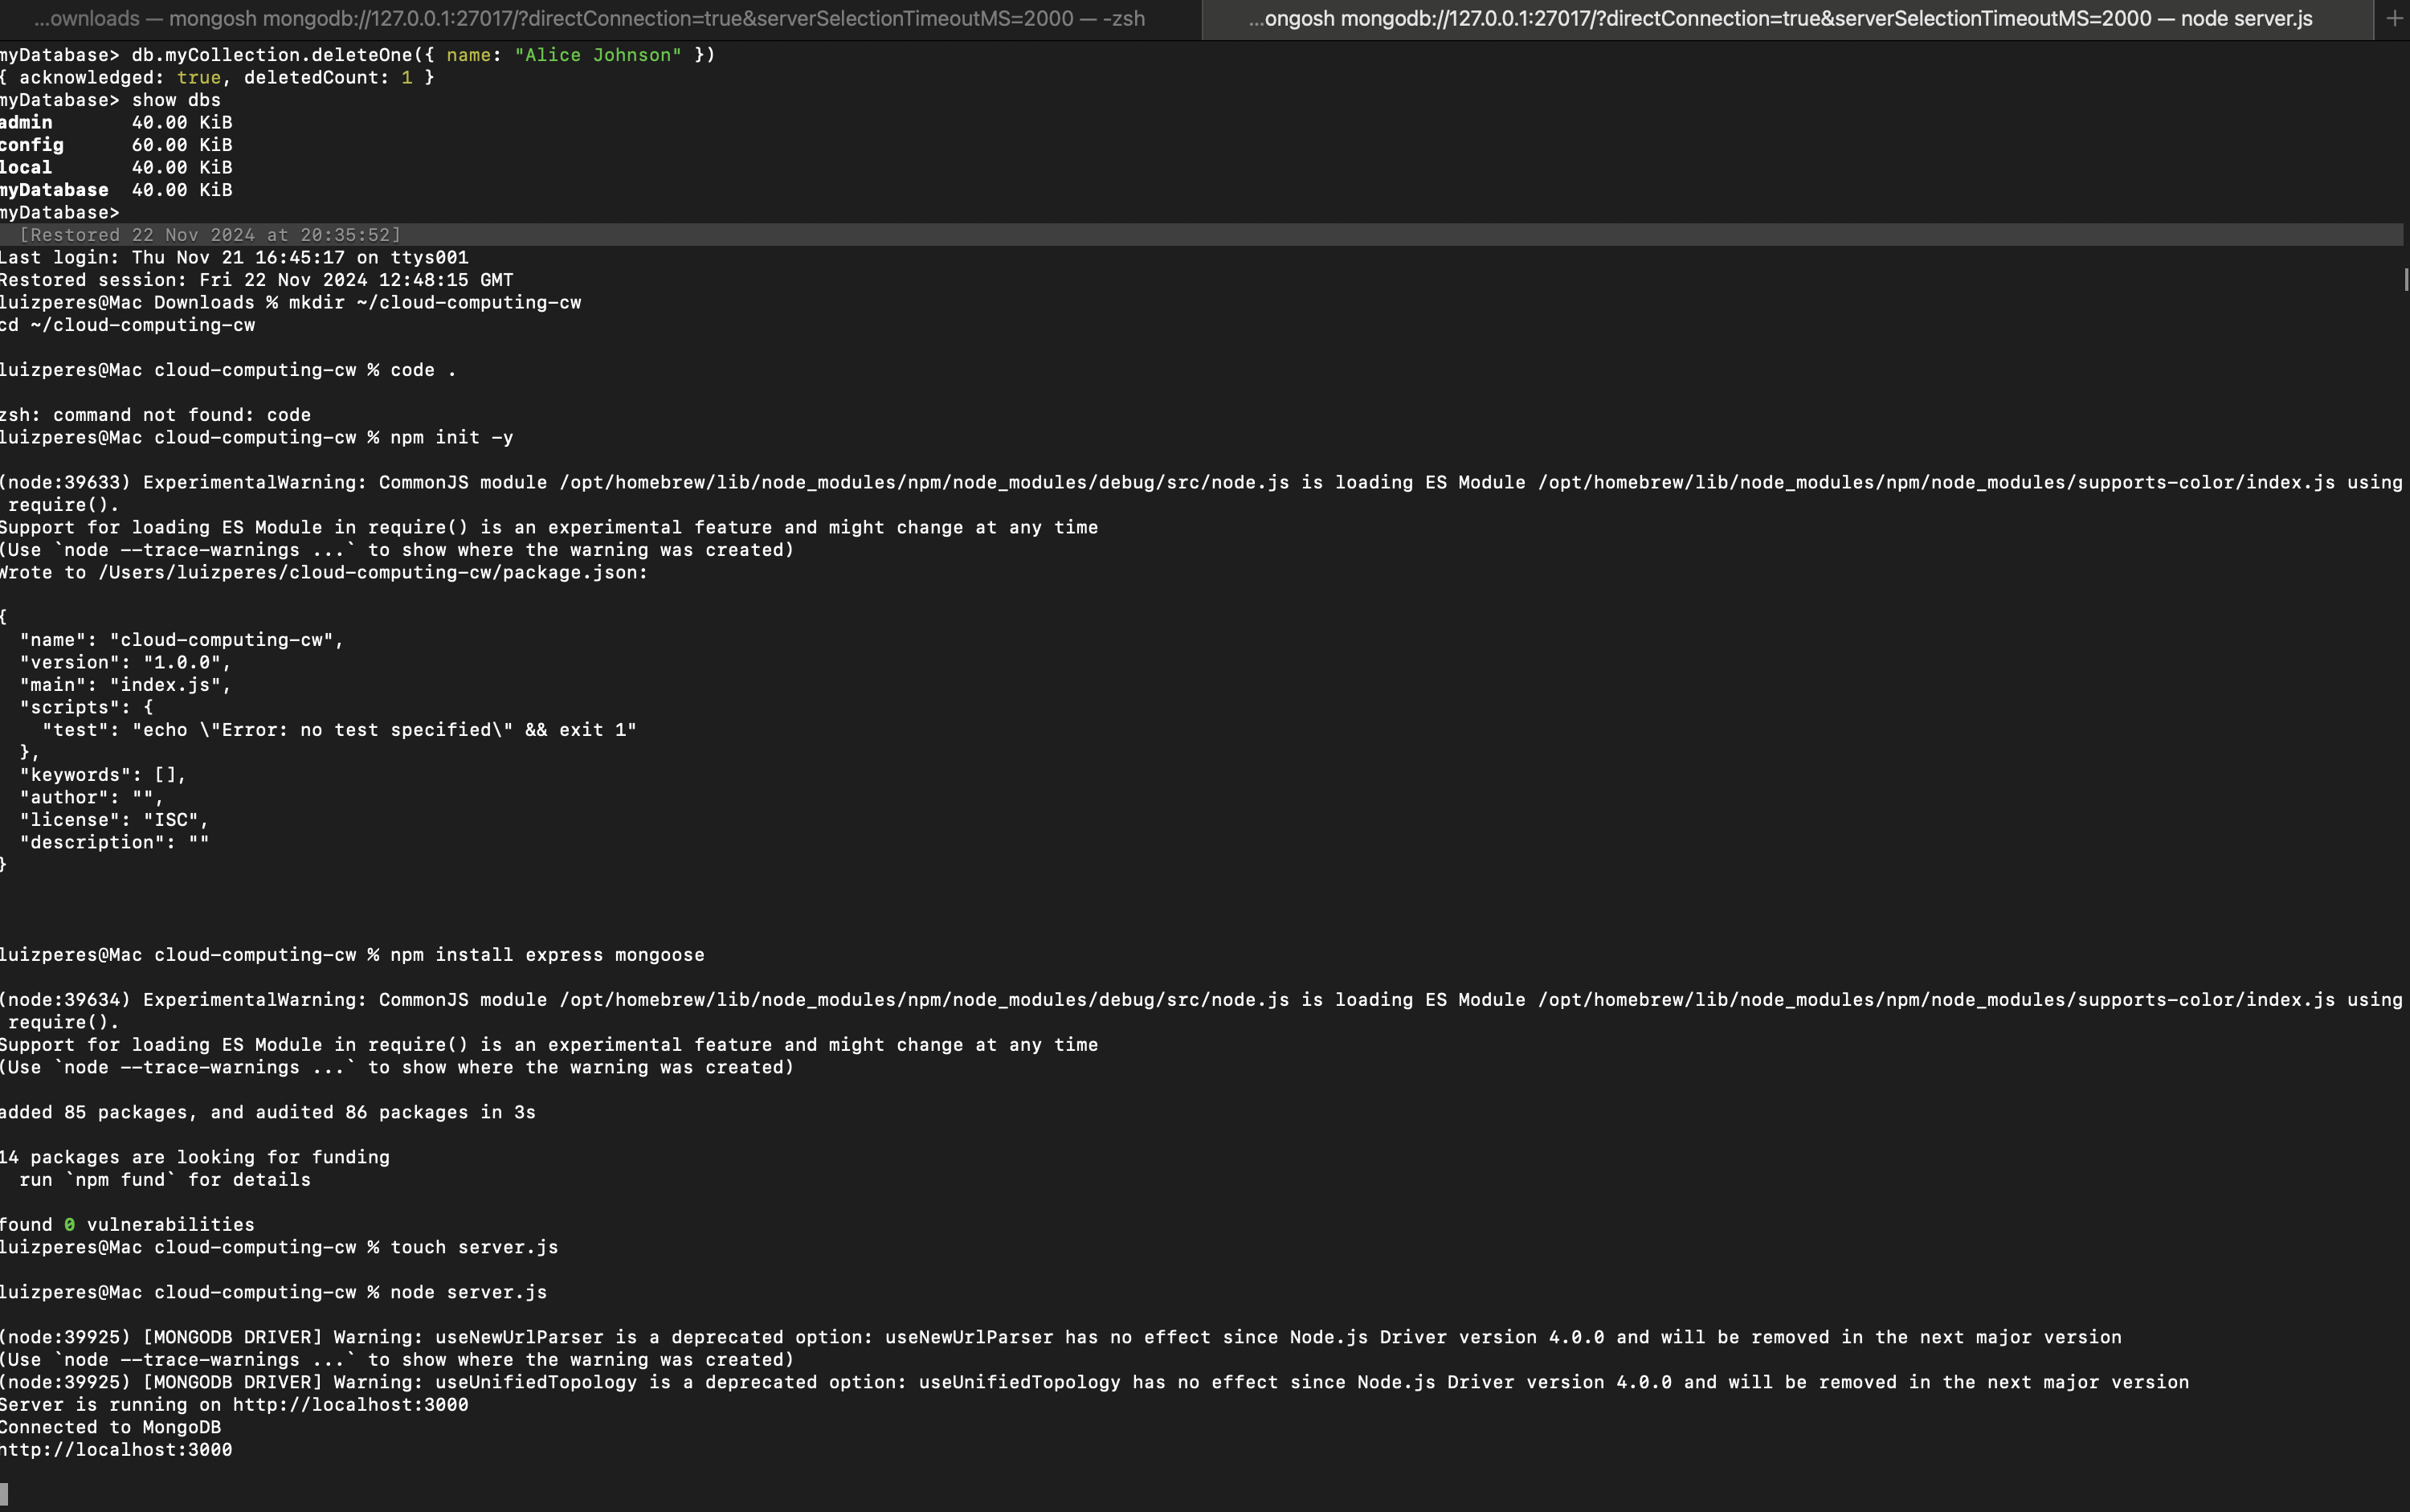 ...ownloads — mongosh mongodb://127.0.0.1:27017/?directConnection=true&serverSelectionTimeoutMS=2000 — -zsh
...ongosh mongodb://127.0.0.1:27017/?directConnection=true&serverSelectionTimeoutMS=2000 — node server.js
+
myDatabase> db.myCollection.deleteOne({ name: "Alice Johnson" })
{ acknowledged: true, deletedCount: 1 }
myDatabase> show dbs
admin       40.00 KiB
config      60.00 KiB
local       40.00 KiB
myDatabase  40.00 KiB
myDatabase>
[Restored 22 Nov 2024 at 20:35:52]
Last login: Thu Nov 21 16:45:17 on ttys001
Restored session: Fri 22 Nov 2024 12:48:15 GMT
luizperes@Mac Downloads % mkdir ~/cloud-computing-cw
cd ~/cloud-computing-cw
luizperes@Mac cloud-computing-cw % code .
zsh: command not found: code
luizperes@Mac cloud-computing-cw % npm init -y
(node:39633) ExperimentalWarning: CommonJS module /opt/homebrew/lib/node_modules/npm/node_modules/debug/src/node.js is loading ES Module /opt/homebrew/lib/node_modules/npm/node_modules/supports-color/index.js using
require().
Support for loading ES Module in require() is an experimental feature and might change at any time
(Use `node --trace-warnings ...` to show where the warning was created)
Wrote to /Users/luizperes/cloud-computing-cw/package.json:
{
  "name": "cloud-computing-cw",
  "version": "1.0.0",
  "main": "index.js",
  "scripts": {
    "test": "echo \"Error: no test specified\" && exit 1"
  },
  "keywords": [],
  "author": "",
  "license": "ISC",
  "description": ""
}
luizperes@Mac cloud-computing-cw % npm install express mongoose
(node:39634) ExperimentalWarning: CommonJS module /opt/homebrew/lib/node_modules/npm/node_modules/debug/src/node.js is loading ES Module /opt/homebrew/lib/node_modules/npm/node_modules/supports-color/index.js using
require().
Support for loading ES Module in require() is an experimental feature and might change at any time
(Use `node --trace-warnings ...` to show where the warning was created)
added 85 packages, and audited 86 packages in 3s
14 packages are looking for funding
  run `npm fund` for details
found 0 vulnerabilities
luizperes@Mac cloud-computing-cw % touch server.js
luizperes@Mac cloud-computing-cw % node server.js
(node:39925) [MONGODB DRIVER] Warning: useNewUrlParser is a deprecated option: useNewUrlParser has no effect since Node.js Driver version 4.0.0 and will be removed in the next major version
(Use `node --trace-warnings ...` to show where the warning was created)
(node:39925) [MONGODB DRIVER] Warning: useUnifiedTopology is a deprecated option: useUnifiedTopology has no effect since Node.js Driver version 4.0.0 and will be removed in the next major version
Server is running on http://localhost:3000
Connected to MongoDB
http://localhost:3000